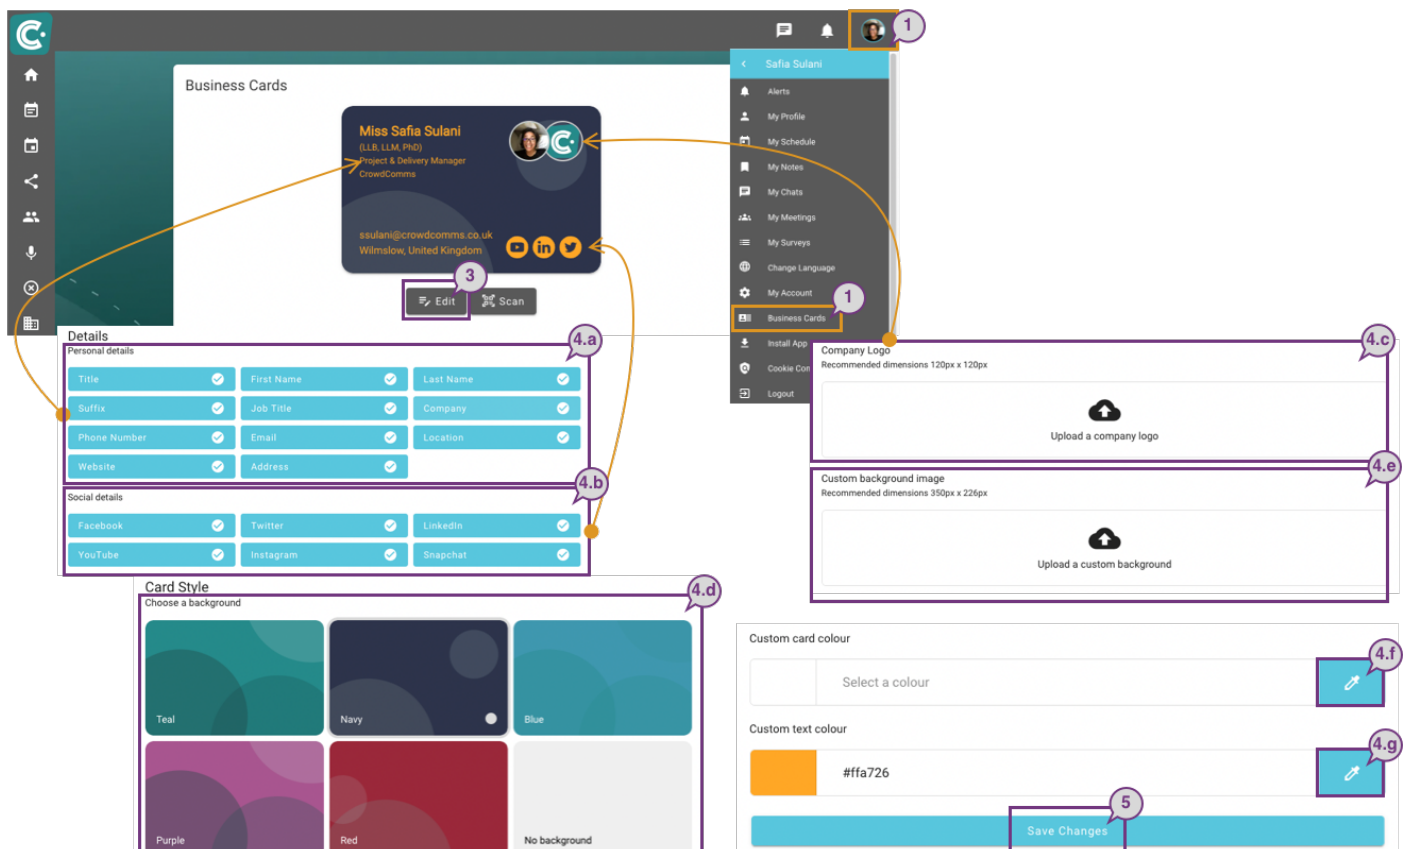 1
Safia Sulani
Business Cards
Miss Safia Sulani
(LLB, LLM, PhD)
Project & Delivery Manager
CrowdComms
ssulani@crowdcomms.co.uk
Wilmslow, United Kingdom
3
Edit
Scan
Alerts
My Profile
My Schedule
My Notes
My Chats
My Meetings
My Surveys
Change Language
My Account
1
Business Cards
Install App
Cookie Con
Logout
Details
Personal details
4.a
Title
First Name
Last Name
Suffix
Job Title
Company
Phone Number
Email
Location
Website
Address
4.b
Social details
Facebook
Twitter
LinkedIn
YouTube
Instagram
Snapchat
4.c
Company Logo
Recommended dimensions 120px x 120px
Upload a company logo
4.e
Custom background image
Recommended dimensions 350px x 226px
Upload a custom background
Card Style
4.d
Choose a background
Teal
Navy
Blue
Purple
Red
No background
Custom card colour
4.f
Select a colour
Custom text colour
4.g
#ffa726
5
Save Changes